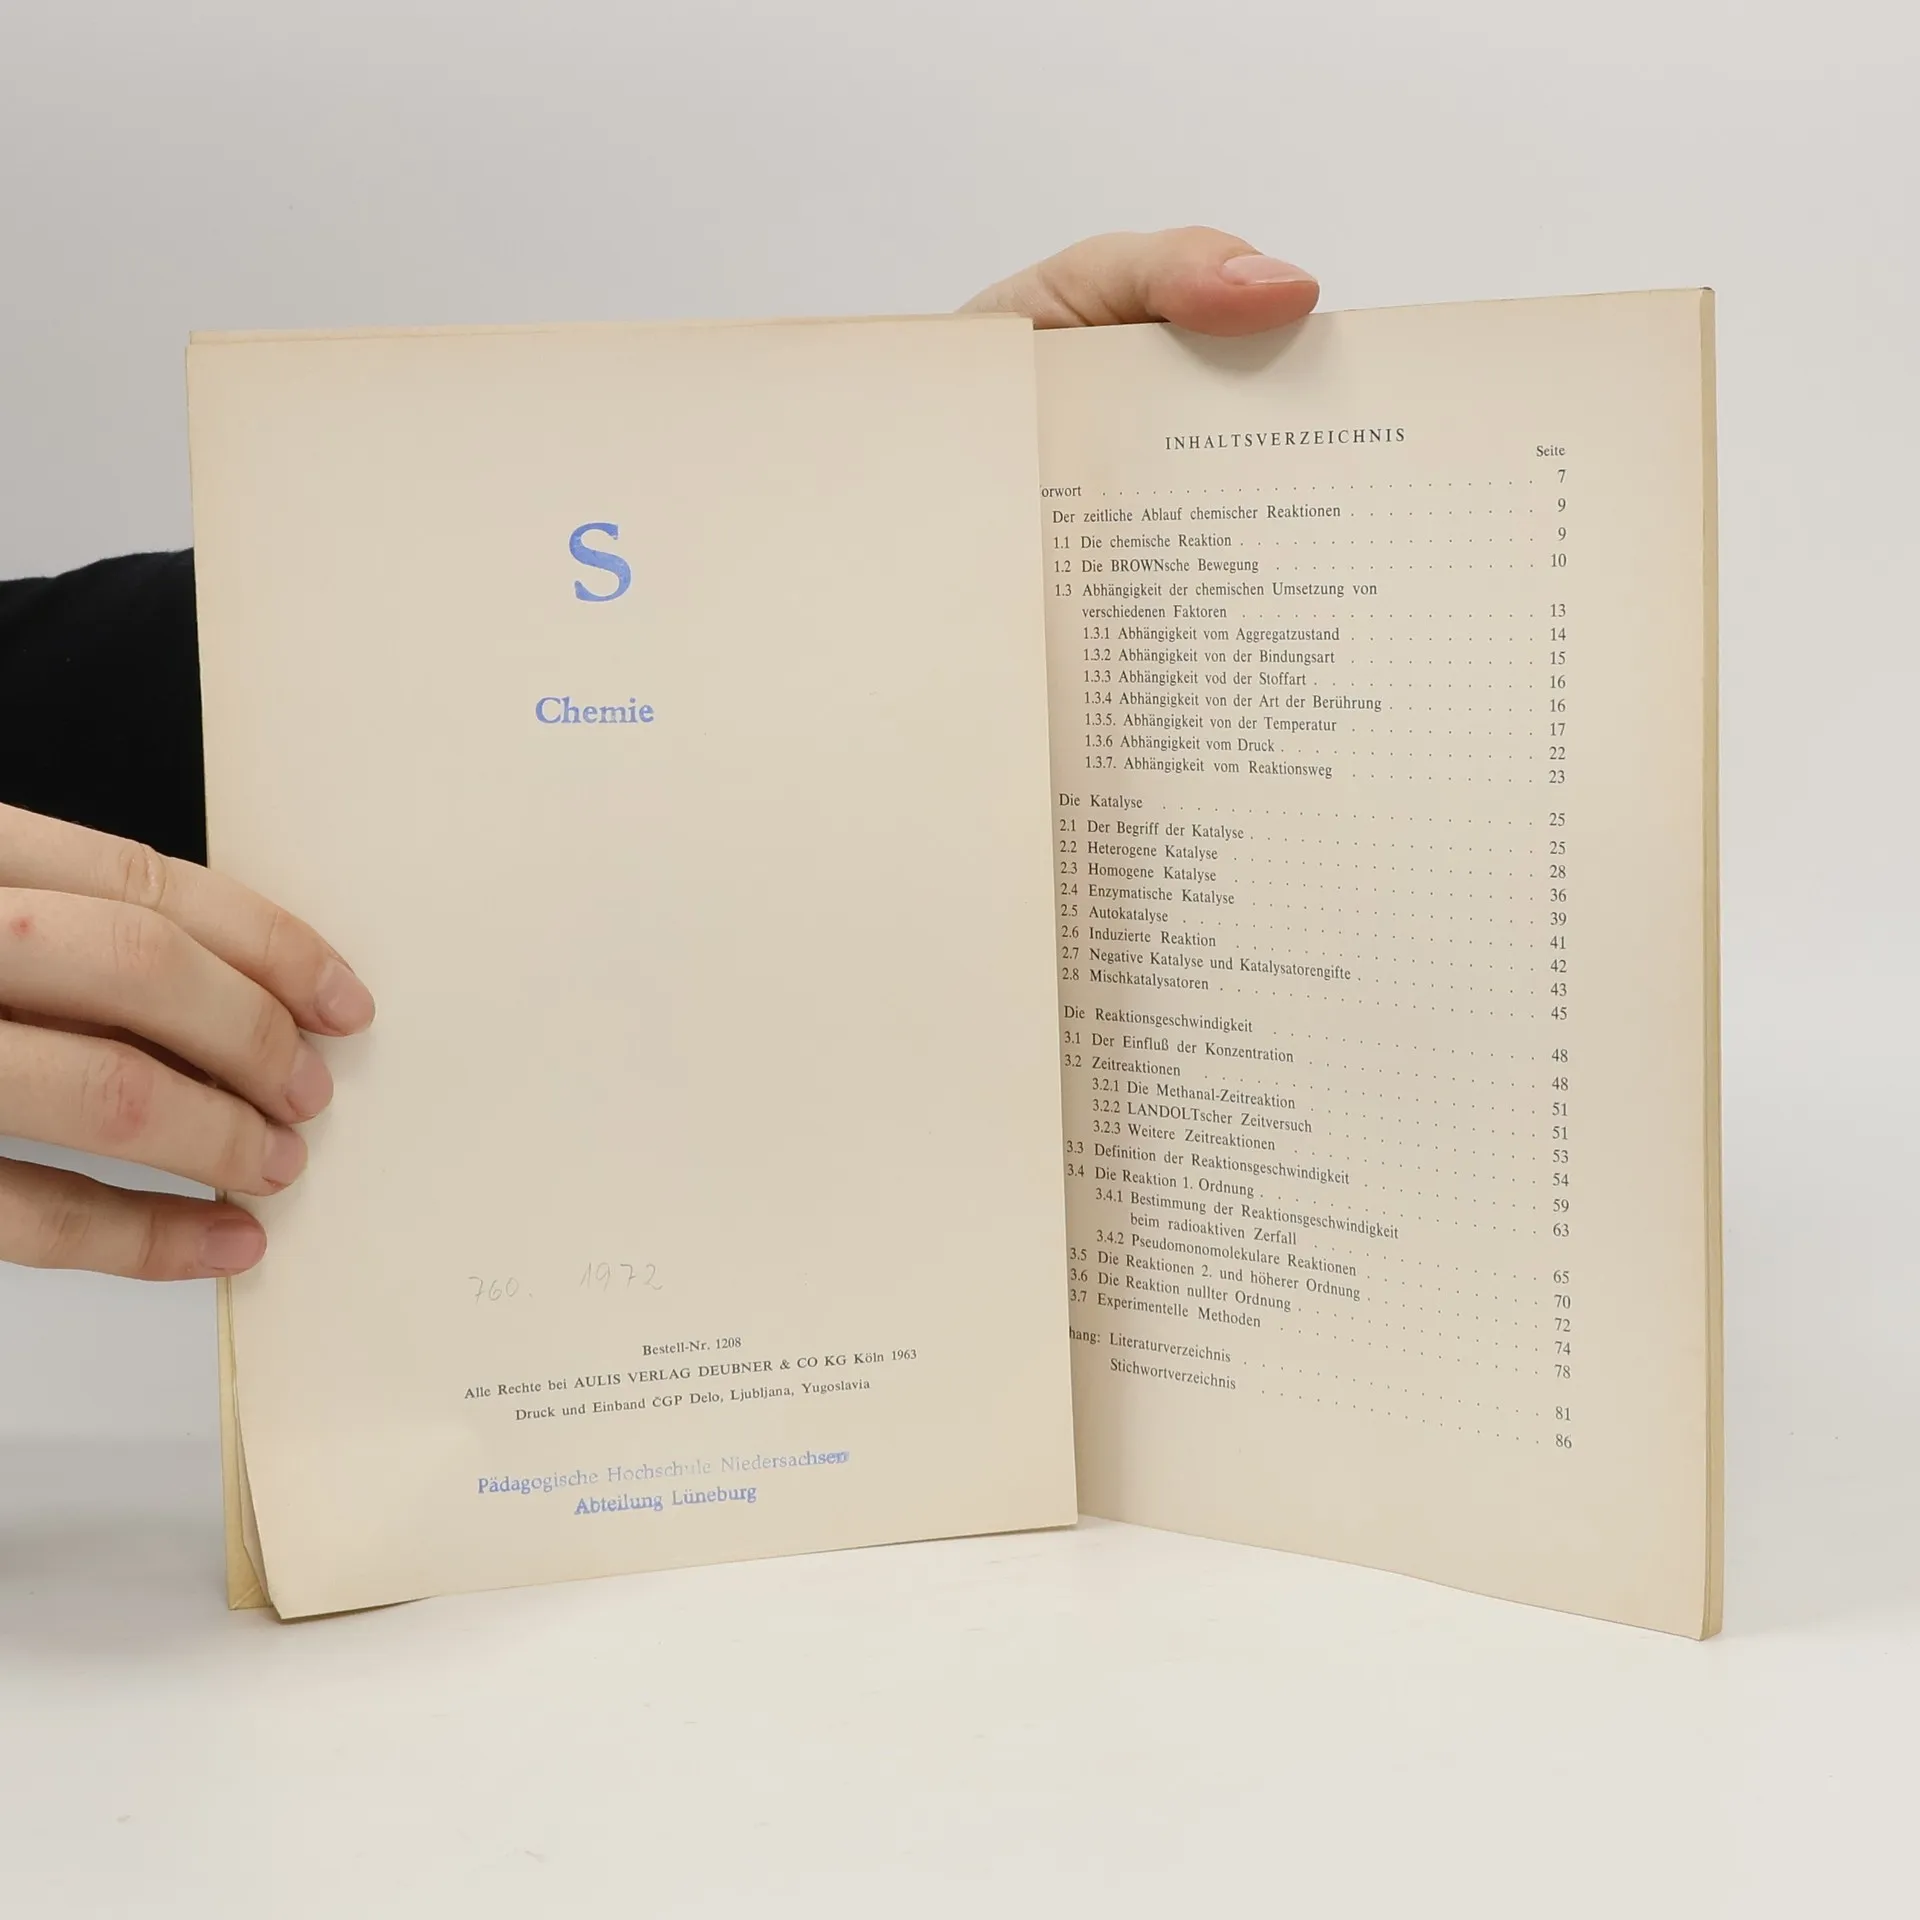 S
Chemie
760. 1972
Bestell-Nr. 1208
Alle Rechte bei AULIS VERLAG DEUBNER & CO KG Köln 1963
Druck und Einband ČGP Delo, Ljubljana, Yugoslavia
Pädagogische Hochschule Niedersachsen
Abteilung Lüneburg
INHALTSVERZEICHNIS
Seite
orwort . . . . . . . . . . . . . . . . . . . . . . 7
Der zeitliche Ablauf chemischer Reaktionen . . . . . . . . . . 9
1.1 Die chemische Reaktion . . . . . . . . . . . . . . . 9
1.2 Die BROWNsche Bewegung . . . . . . . . . . . . . 10
1.3 Abhängigkeit der chemischen Umsetzung von
verschiedenen Faktoren . . . . . . . . . . . . . . . 13
1.3.1 Abhängigkeit vom Aggregatzustand . . . . . . . . . . 14
1.3.2 Abhängigkeit von der Bindungsart . . . . . . . . . . 15
1.3.3 Abhängigkeit vod der Stoffart . . . . . . . . . . . . 16
1.3.4 Abhängigkeit von der Art der Berührung . . . . . . . . 16
1.3.5. Abhängigkeit von der Temperatur . . . . . . . . . . 17
1.3.6 Abhängigkeit vom Druck . . . . . . . . . . . . . 22
1.3.7. Abhängigkeit vom Reaktionsweg . . . . . . . . . . 23
Die Katalyse . . . . . . . . . . . . . . . . . . 25
2.1 Der Begriff der Katalyse . . . . . . . . . . . . . . 25
2.2 Heterogene Katalyse . . . . . . . . . . . . . . . 28
2.3 Homogene Katalyse . . . . . . . . . . . . . . . 36
2.4 Enzymatische Katalyse . . . . . . . . . . . . . . 39
2.5 Autokatalyse . . . . . . . . . . . . . . . . . 41
2.6 Induzierte Reaktion . . . . . . . . . . . . . . . 42
2.7 Negative Katalyse und Katalysatorengifte . . . . . . . . . 43
2.8 Mischkatalysatoren . . . . . . . . . . . . . . . 45
Die Reaktionsgeschwindigkeit . . . . . . . . . . . . . 48
3.1 Der Einfluß der Konzentration . . . . . . . . . . . . 48
3.2 Zeitreaktionen . . . . . . . . . . . . . . . . 51
3.2.1 Die Methanal-Zeitreaktion . . . . . . . . . . . . 51
3.2.2 LANDOLTscher Zeitversuch . . . . . . . . . . . 53
3.2.3 Weitere Zeitreaktionen . . . . . . . . . . . . . 54
3.3 Definition der Reaktionsgeschwindigkeit . . . . . . . . . 59
3.4 Die Reaktion 1. Ordnung . . . . . . . . . . . . . 63
3.4.1 Bestimmung der Reaktionsgeschwindigkeit
beim radioaktiven Zerfall . . . . . . . . . . . . 65
3.4.2 Pseudomonomolekulare Reaktionen . . . . . . . . . 70
3.5 Die Reaktionen 2. und höherer Ordnung . . . . . . . . . 72
3.6 Die Reaktion nullter Ordnung . . . . . . . . . . . . 74
3.7 Experimentelle Methoden . . . . . . . . . . . . . 78
hang: Literaturverzeichnis . . . . . . . . . . . . . . 81
Stichwortverzeichnis . . . . . . . . . . . . . . 86